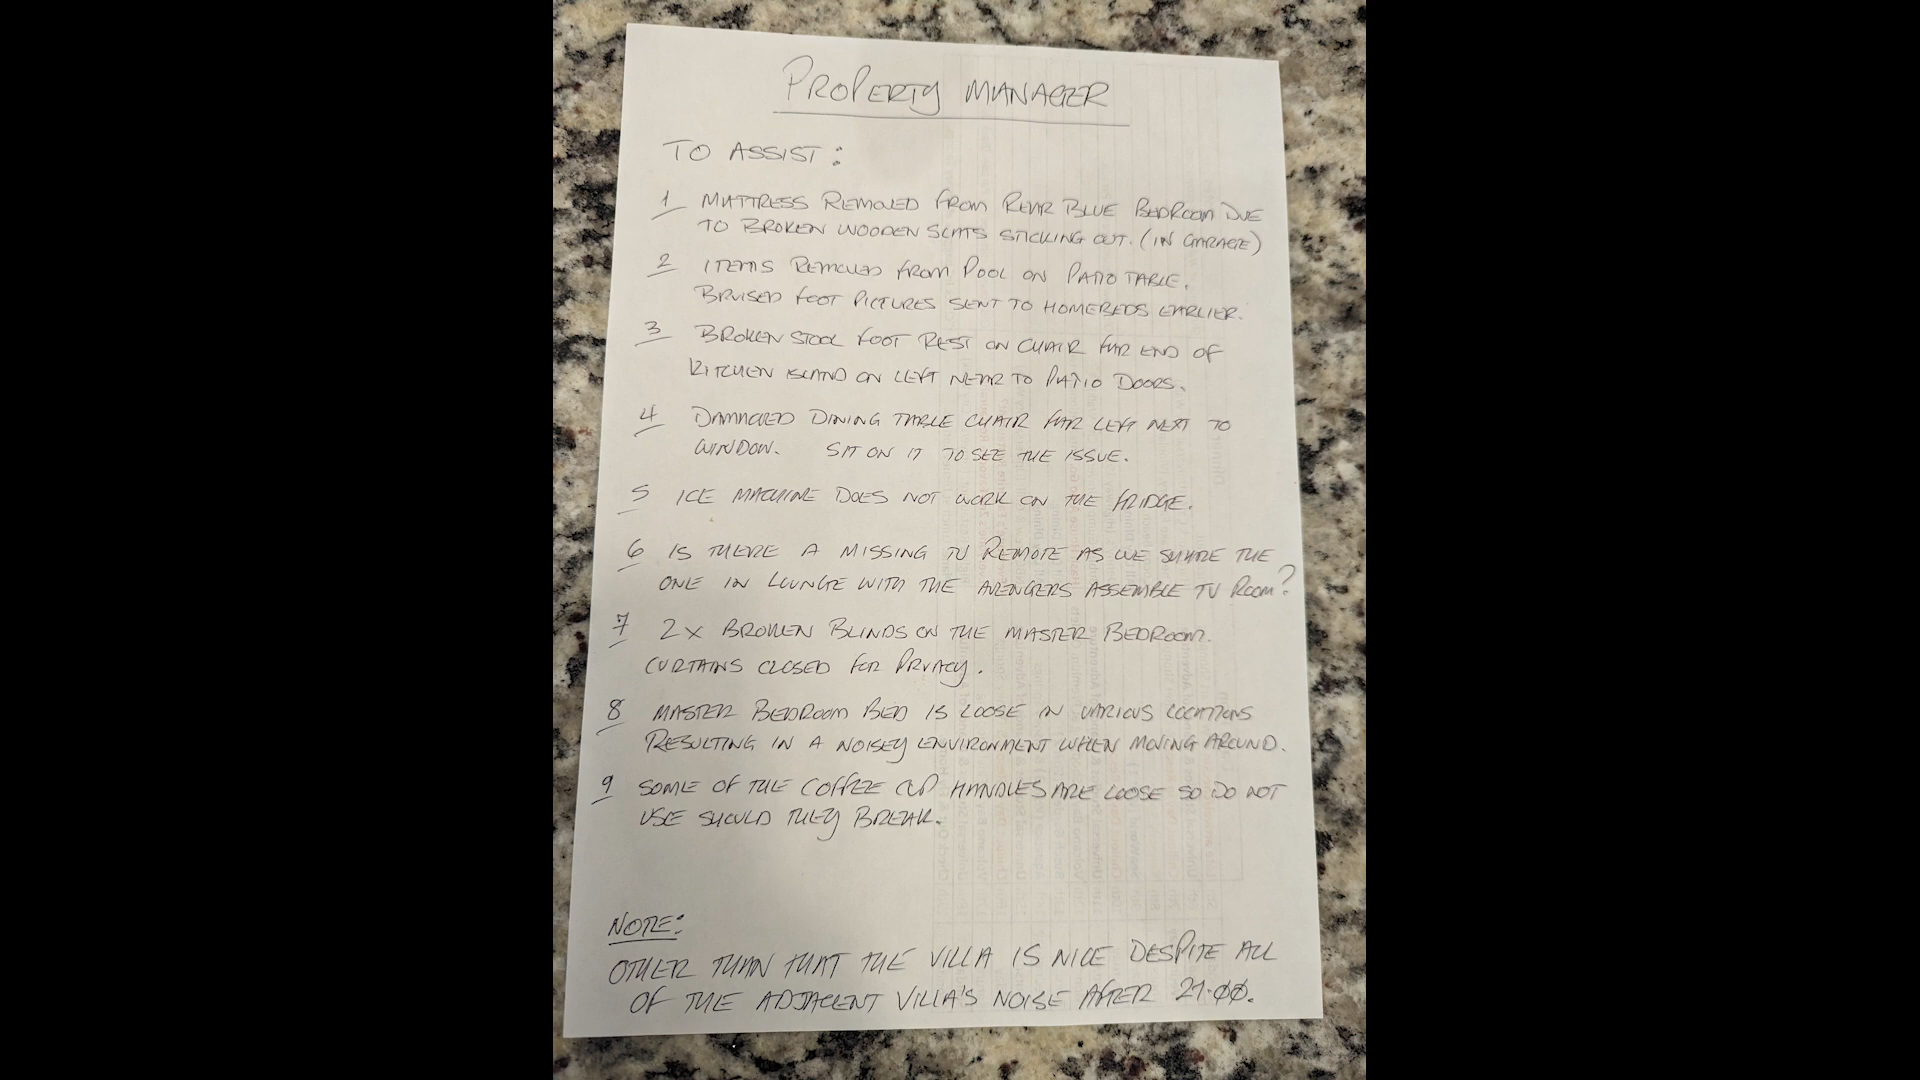 PROPERTY MANAGER
TO ASSIST:
1 MATTRESS REMOVED FROM REAR BLUE BEDROOM DUE
TO BROKEN WOODEN SLATS STICKING OUT. (IN GARAGE)
2 ITEMS REMOVED FROM POOL ON PATIO TABLE.
BRUISED FOOT PICTURES SENT TO HOMEBEDS EARLIER.
3 BROKEN STOOL FOOT REST ON CHAIR FAR END OF
KITCHEN ISLAND ON LEFT NEAR TO PATIO DOORS.
4 DAMAGED DINING TABLE CHAIR FAR LEFT NEXT TO
WINDOW. SIT ON IT TO SEE THE ISSUE.
5 ICE MACHINE DOES NOT WORK ON THE FRIDGE.
6 IS THERE A MISSING TV REMOTE AS WE SHARE THE
ONE IN LOUNGE WITH THE AVENGERS ASSEMBLE TV ROOM?
7 2x BROKEN BLINDS ON THE MASTER BEDROOM.
CURTAINS CLOSED FOR PRIVACY.
8 MASTER BEDROOM BED IS LOOSE IN VARIOUS LOCATIONS
RESULTING IN A NOISEY ENVIRONMENT WHEN MOVING AROUND.
9 SOME OF THE COFFEE CUP HANDLES ARE LOOSE SO DO NOT
USE SHOULD THEY BREAK.
NOTE:
OTHER THAN THAT THE VILLA IS NICE DESPITE ALL
OF THE ADJACENT VILLA'S NOISE AFTER 21.00.